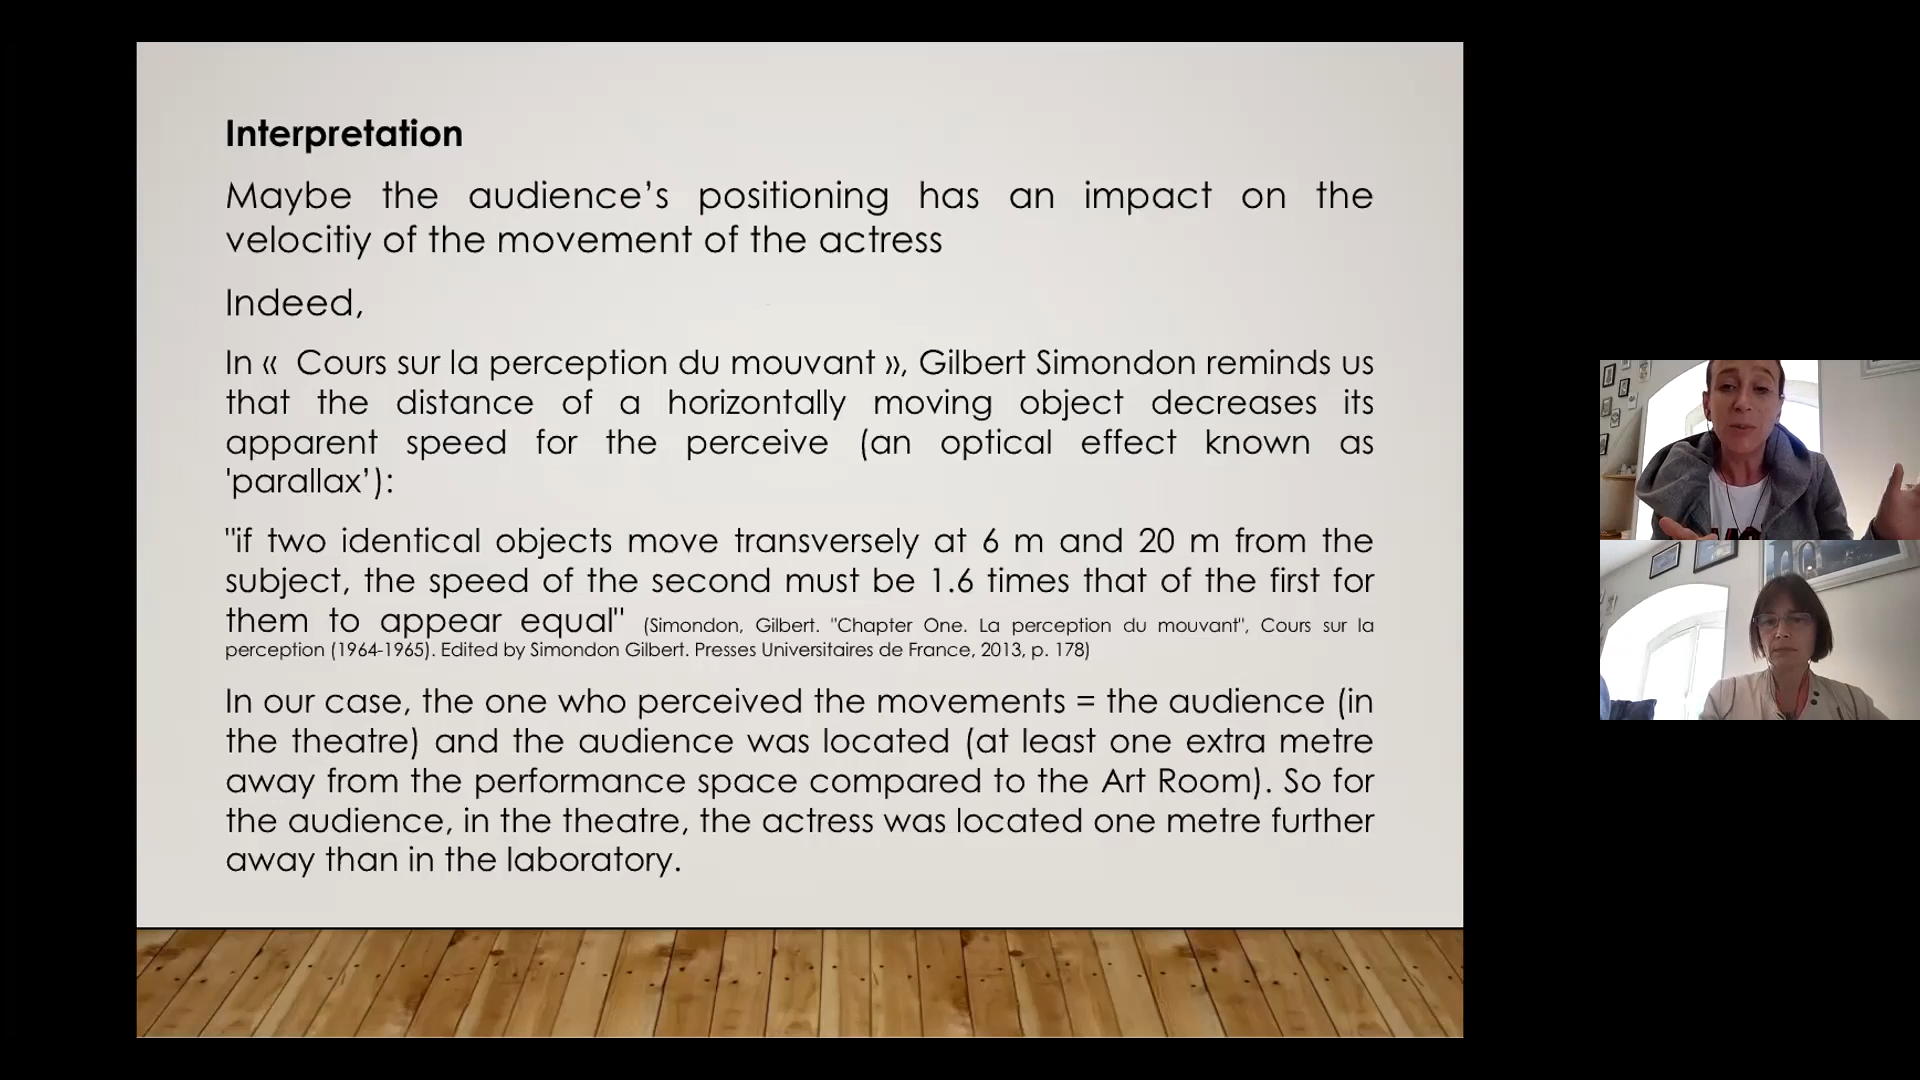 Interpretation
Maybe the audience’s positioning has an impact on the
velocitiy of the movement of the actress
Indeed,
In «  Cours sur la perception du mouvant », Gilbert Simondon reminds us
that the distance of a horizontally moving object decreases its
apparent speed for the perceive (an optical effect known as
'parallax’):
"if two identical objects move transversely at 6 m and 20 m from the
subject, the speed of the second must be 1.6 times that of the first for
them to appear equal" (Simondon, Gilbert. "Chapter One. La perception du mouvant", Cours sur la
perception (1964-1965). Edited by Simondon Gilbert. Presses Universitaires de France, 2013, p. 178)
In our case, the one who perceived the movements = the audience (in
the theatre) and the audience was located (at least one extra metre
away from the performance space compared to the Art Room). So for
the audience, in the theatre, the actress was located one metre further
away than in the laboratory.